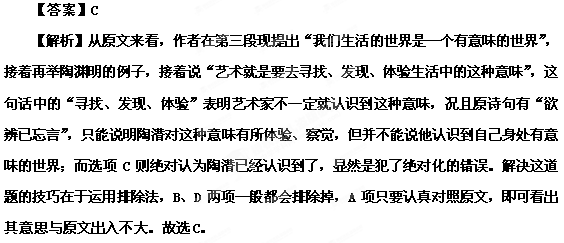 【答案】C
【解析】从原文来看，作者在第三段现提出“我们生活的世界是一个有意味的世界”，
接着再举陶渊明的例子，接着说“艺术就是要去寻找、发现、体验生活中的这种意味”，这
句话中的“寻找、发现、体验”表明艺术家不一定就认识到这种意味，况且原诗句有“欲
辨已忘言”，只能说明陶潜对这种意味有所体验、察觉，但并不能说他认识到自己身处有意
味的世界；而选项 C 则绝对认为陶潜已经认识到了，显然是犯了绝对化的错误。解决这道
题的技巧在于运用排除法，B、D 两项一般都会排除掉，A 项只要认真对照原文，即可看出
其意思与原文出入不大。故选C。